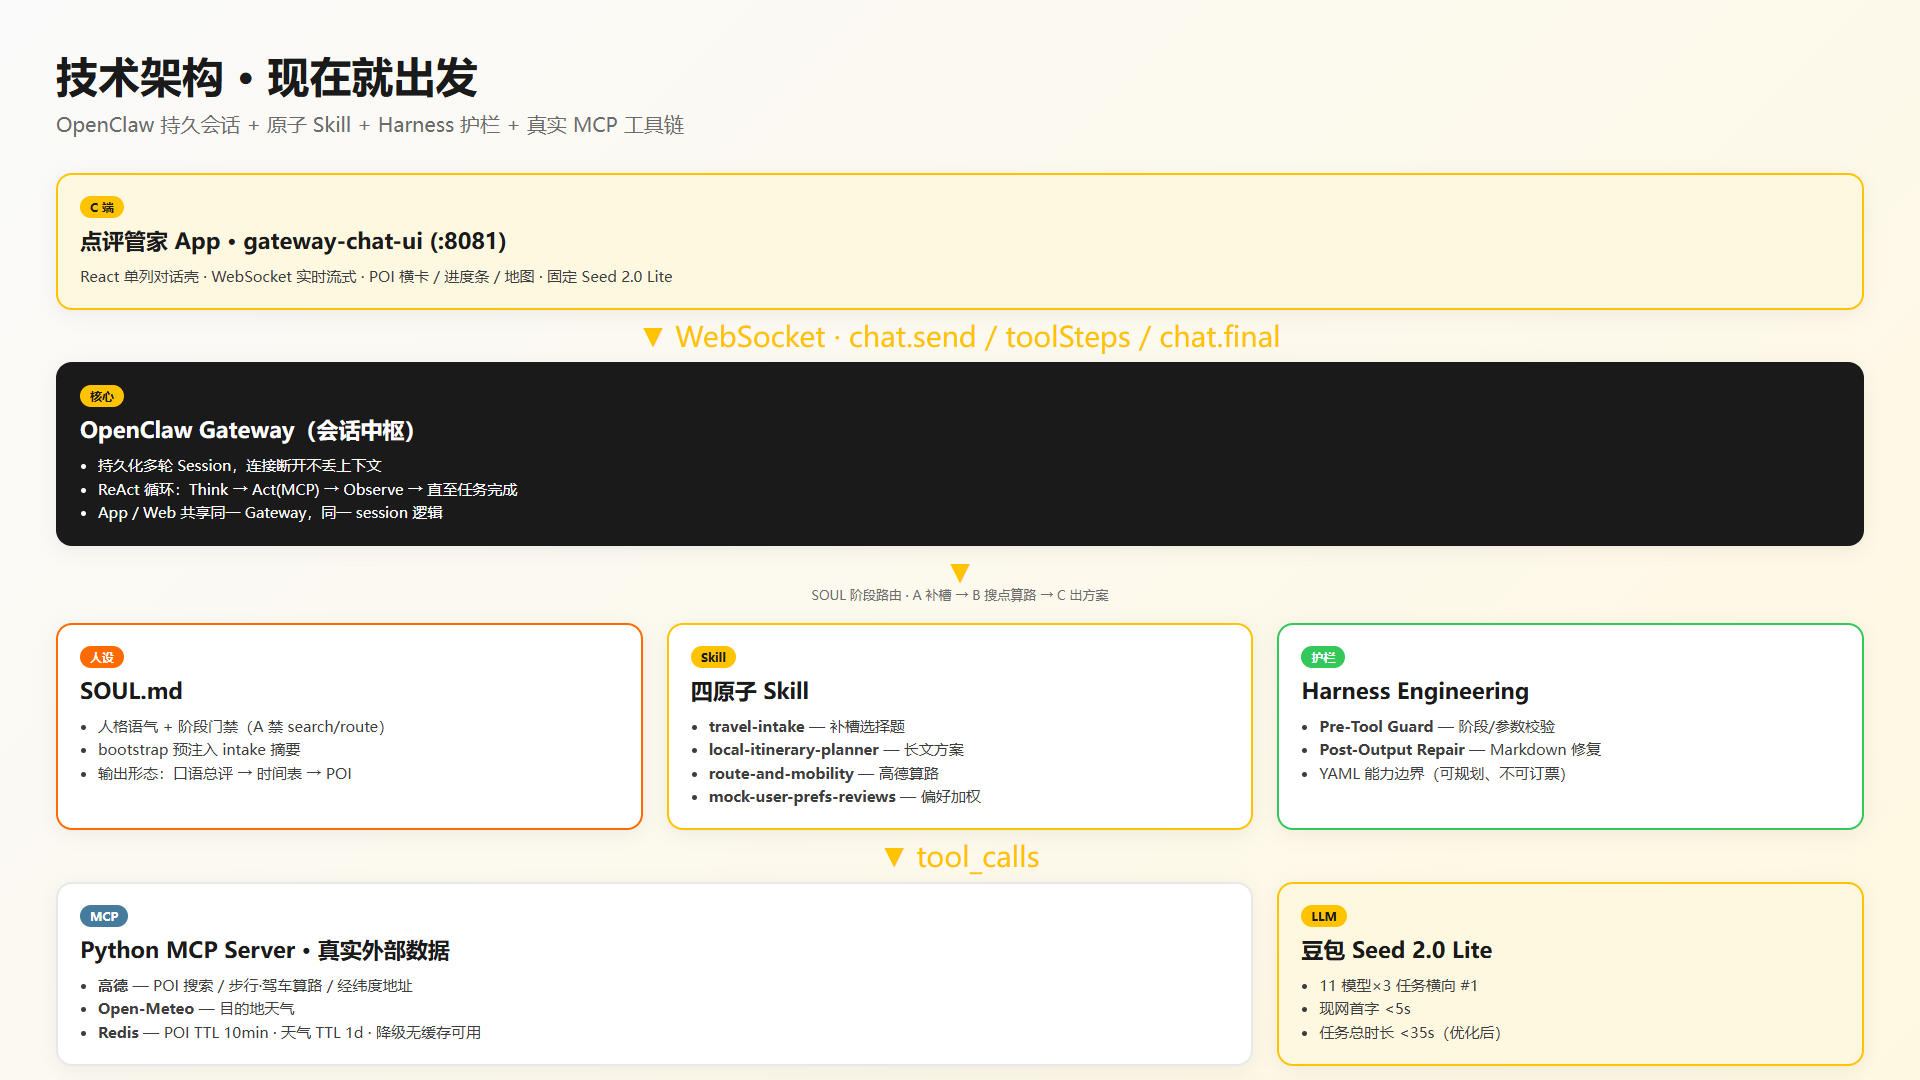 技术架构 • 现在就出发
OpenClaw 持久会话 + 原子 Skill + Harness 护栏 + 真实 MCP 工具链
C 端
点评管家 App • gateway-chat-ui (:8081)
React 单列对话壳 · WebSocket 实时流式 · POI 横卡 / 进度条 / 地图 · 固定 Seed 2.0 Lite
▼ WebSocket · chat.send / toolSteps / chat.final
核心
OpenClaw Gateway（会话中枢）
• 持久化多轮 Session，连接断开不丢上下文
• ReAct 循环：Think → Act(MCP) → Observe → 直至任务完成
• App / Web 共享同一 Gateway，同一 session 逻辑
▼
SOUL 阶段路由 · A 补槽 → B 搜点算路 → C 出方案
人设
SOUL.md
• 人格语气 + 阶段门禁（A 禁 search/route）
• bootstrap 预注入 intake 摘要
• 输出形态：口语总评 → 时间表 → POI
Skill
四原子 Skill
• travel-intake — 补槽选择题
• local-itinerary-planner — 长文方案
• route-and-mobility — 高德算路
• mock-user-prefs-reviews — 偏好加权
护栏
Harness Engineering
• Pre-Tool Guard — 阶段/参数校验
• Post-Output Repair — Markdown 修复
• YAML 能力边界（可规划、不可订票）
▼ tool_calls
MCP
Python MCP Server • 真实外部数据
• 高德 — POI 搜索 / 步行·驾车算路 / 经纬度地址
• Open-Meteo — 目的地天气
• Redis — POI TTL 10min · 天气 TTL 1d · 降级无缓存可用
LLM
豆包 Seed 2.0 Lite
• 11 模型×3 任务横向 #1
• 现网首字 <5s
• 任务总时长 <35s（优化后）